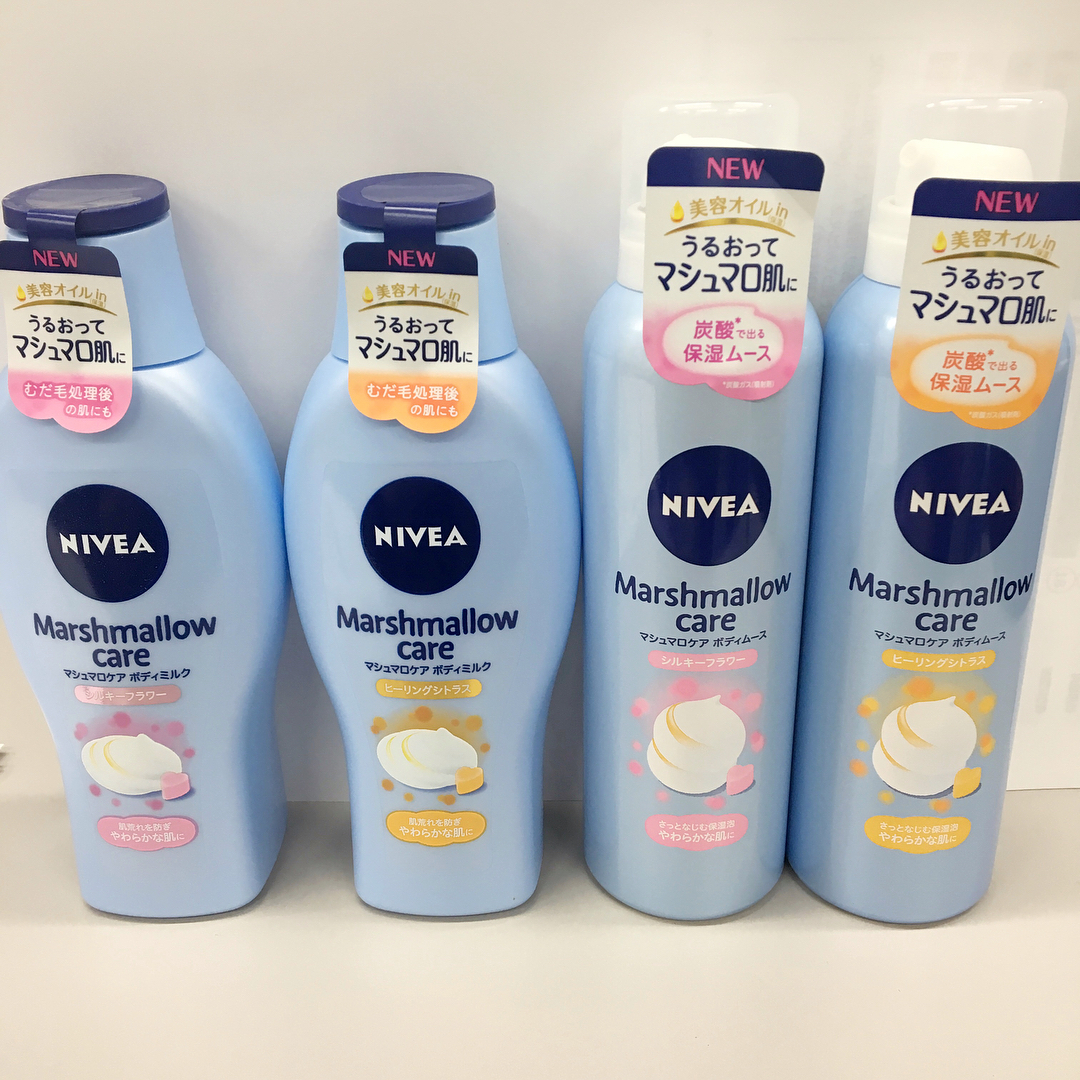 NEW
美容オイルin
うるおって
マシュマロ肌に
むだ毛処理後
の肌にも
NIVEA
Marshmallow
care
マシュマロケア ボディミルク
シルキーフラワー
肌荒れを防ぎ
やわらかな肌に
NEW
美容オイルin
うるおって
マシュマロ肌に
むだ毛処理後
の肌にも
NIVEA
Marshmallow
care
マシュマロケア ボディミルク
ヒーリングシトラス
肌荒れを防ぎ
やわらかな肌に
NEW
美容オイルin
うるおって
マシュマロ肌に
炭酸*で出る
保湿ムース
*炭酸ガス(噴射剤)
NIVEA
Marshmallow
care
マシュマロケア ボディムース
シルキーフラワー
さっとなじむ保湿泡
やわらかな肌に
NEW
美容オイルin
うるおって
マシュマロ肌に
炭酸*で出る
保湿ムース
*炭酸ガス(噴射剤)
NIVEA
Marshmallow
care
マシュマロケア ボディムース
ヒーリングシトラス
さっとなじむ保湿泡
やわらかな肌に